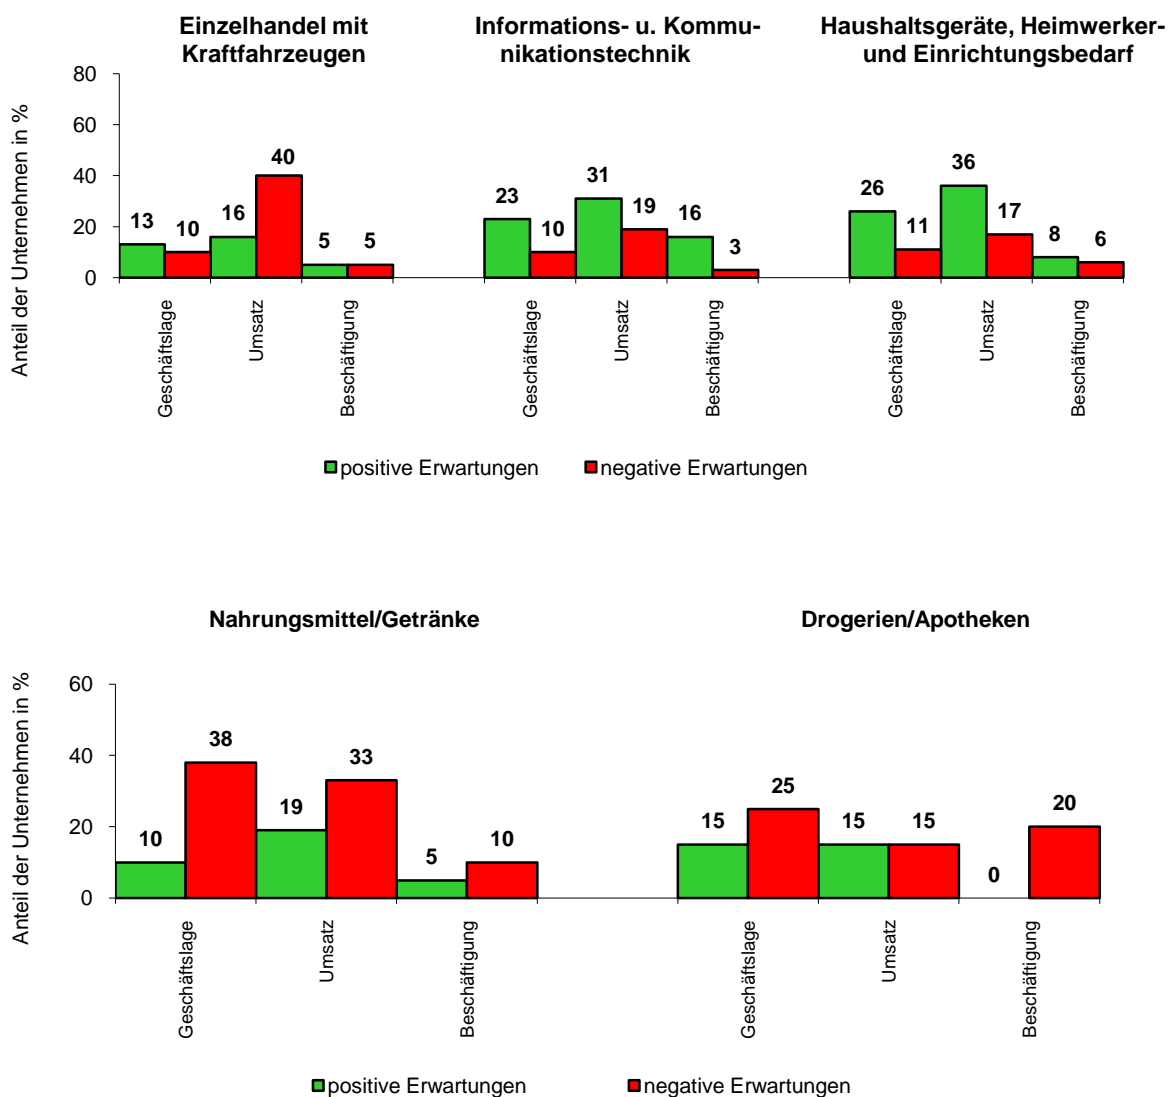 Einzelhandel mit
Kraftfahrzeugen
Informations- u. Kommu-
nikationstechnik
Haushaltsgeräte, Heimwerker-
und Einrichtungsbedarf
Anteil der Unternehmen in %
80
60
40
20
0
13
10
16
40
5
5
23
10
31
19
16
3
26
11
36
17
8
6
Geschäftslage
Umsatz
Beschäftigung
Geschäftslage
Umsatz
Beschäftigung
Geschäftslage
Umsatz
Beschäftigung
positive Erwartungen
negative Erwartungen
Nahrungsmittel/Getränke
Drogerien/Apotheken
Anteil der Unternehmen in %
60
40
20
0
10
38
19
33
5
10
15
25
15
15
0
20
Geschäftslage
Umsatz
Beschäftigung
Geschäftslage
Umsatz
Beschäftigung
positive Erwartungen
negative Erwartungen